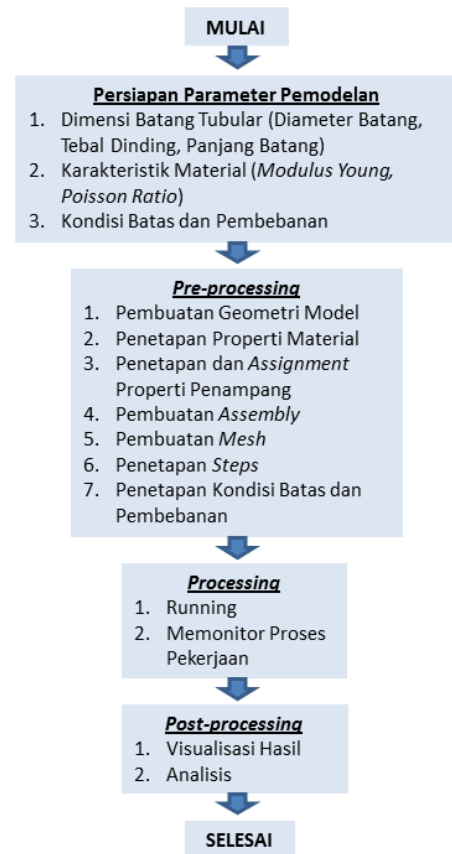 MULAI
Persiapan Parameter Pemodelan
1. Dimensi Batang Tubular (Diameter Batang,
Tebal Dinding, Panjang Batang)
2. Karakteristik Material (Modulus Young,
Poisson Ratio)
3. Kondisi Batas dan Pembebanan
Pre-processing
1. Pembuatan Geometri Model
2. Penetapan Properti Material
3. Penetapan dan Assignment
Properti Penampang
4. Pembuatan Assembly
5. Pembuatan Mesh
6. Penetapan Steps
7. Penetapan Kondisi Batas dan
Pembebanan
Processing
1. Running
2. Memonitor Proses
Pekerjaan
Post-processing
1. Visualisasi Hasil
2. Analisis
SELESAI